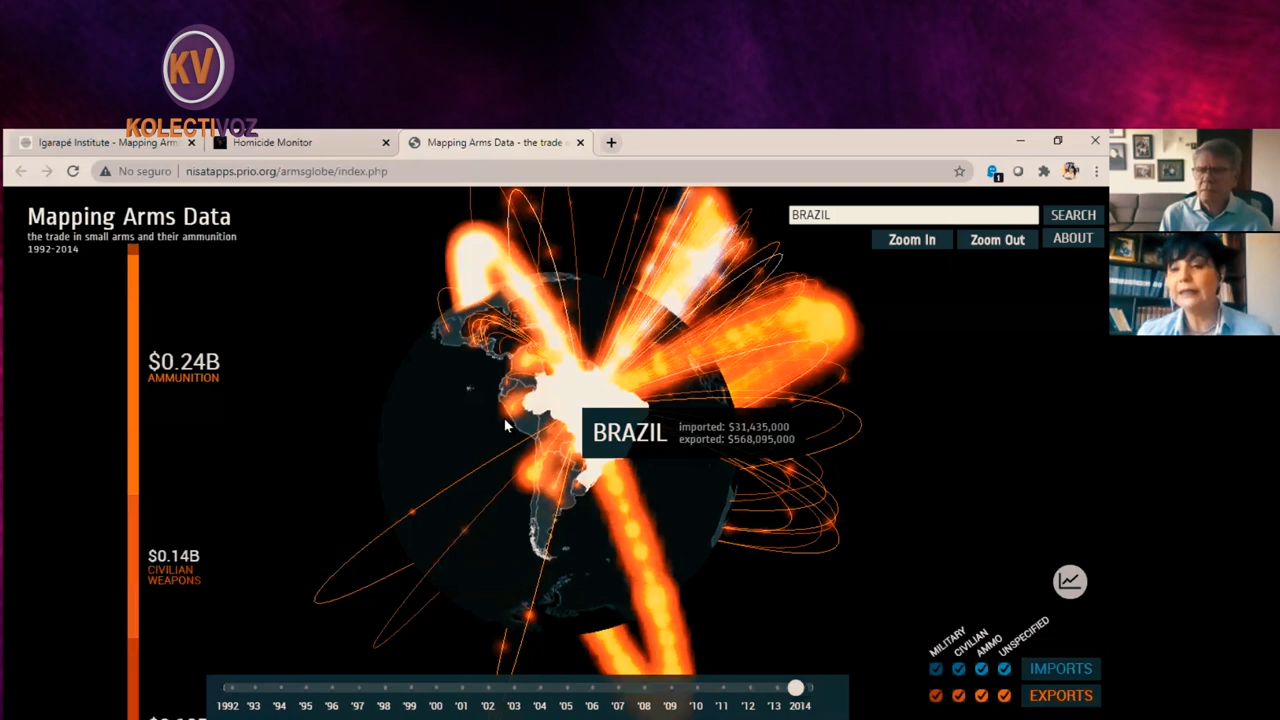 KV
KOLECTIVOZ
Igarapé Institute - Mapping Arm
Homicide Monitor
Mapping Arms Data - the trade
No seguro
nisatapps.prio.org/armsglobe/index.php
1
Mapping Arms Data
the trade in small arms and their ammunition
1992-2014
BRAZIL
SEARCH
Zoom In
Zoom Out
ABOUT
$0.24B
AMMUNITION
BRAZIL
imported: $31,435,000
exported: $568,095,000
$0.14B
CIVILIAN
WEAPONS
MILITARY
CIVILIAN
AMMO
UNSPECIFIED
IMPORTS
EXPORTS
1992 '93 '94 '95 '96 '97 '98 '99 '00 '01 '02 '03 '04 '05 '06 '07 '08 '09 '10 '11 '12 '13 2014